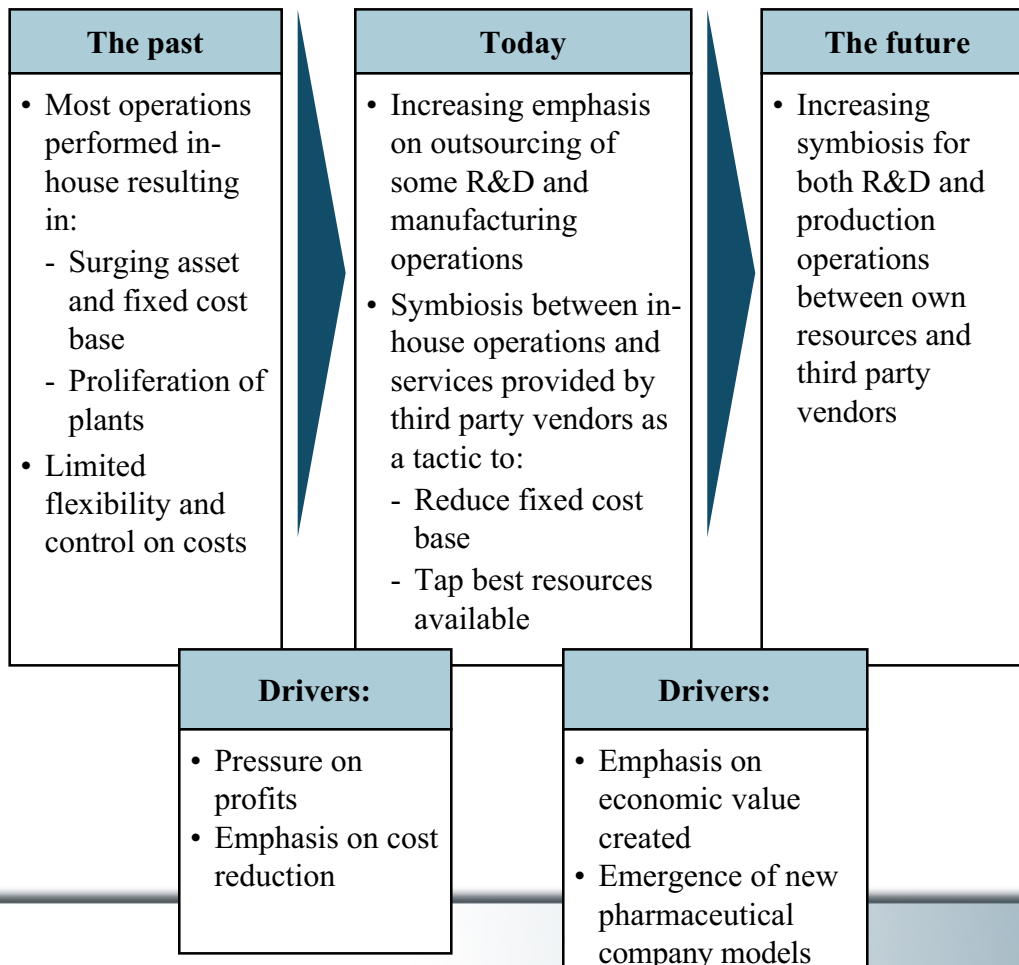 The past
• Most operations
performed in-
house resulting
in:
- Surging asset
and fixed cost
base
- Proliferation of
plants
• Limited
flexibility and
control on costs
Today
• Increasing emphasis
on outsourcing of
some R&D and
manufacturing
operations
• Symbiosis between in-
house operations and
services provided by
third party vendors as
a tactic to:
- Reduce fixed cost
base
- Tap best resources
available
The future
• Increasing
symbiosis for
both R&D and
production
operations
between own
resources and
third party
vendors
Drivers:
• Pressure on
profits
• Emphasis on cost
reduction
Drivers:
• Emphasis on
economic value
created
• Emergence of new
pharmaceutical
company models